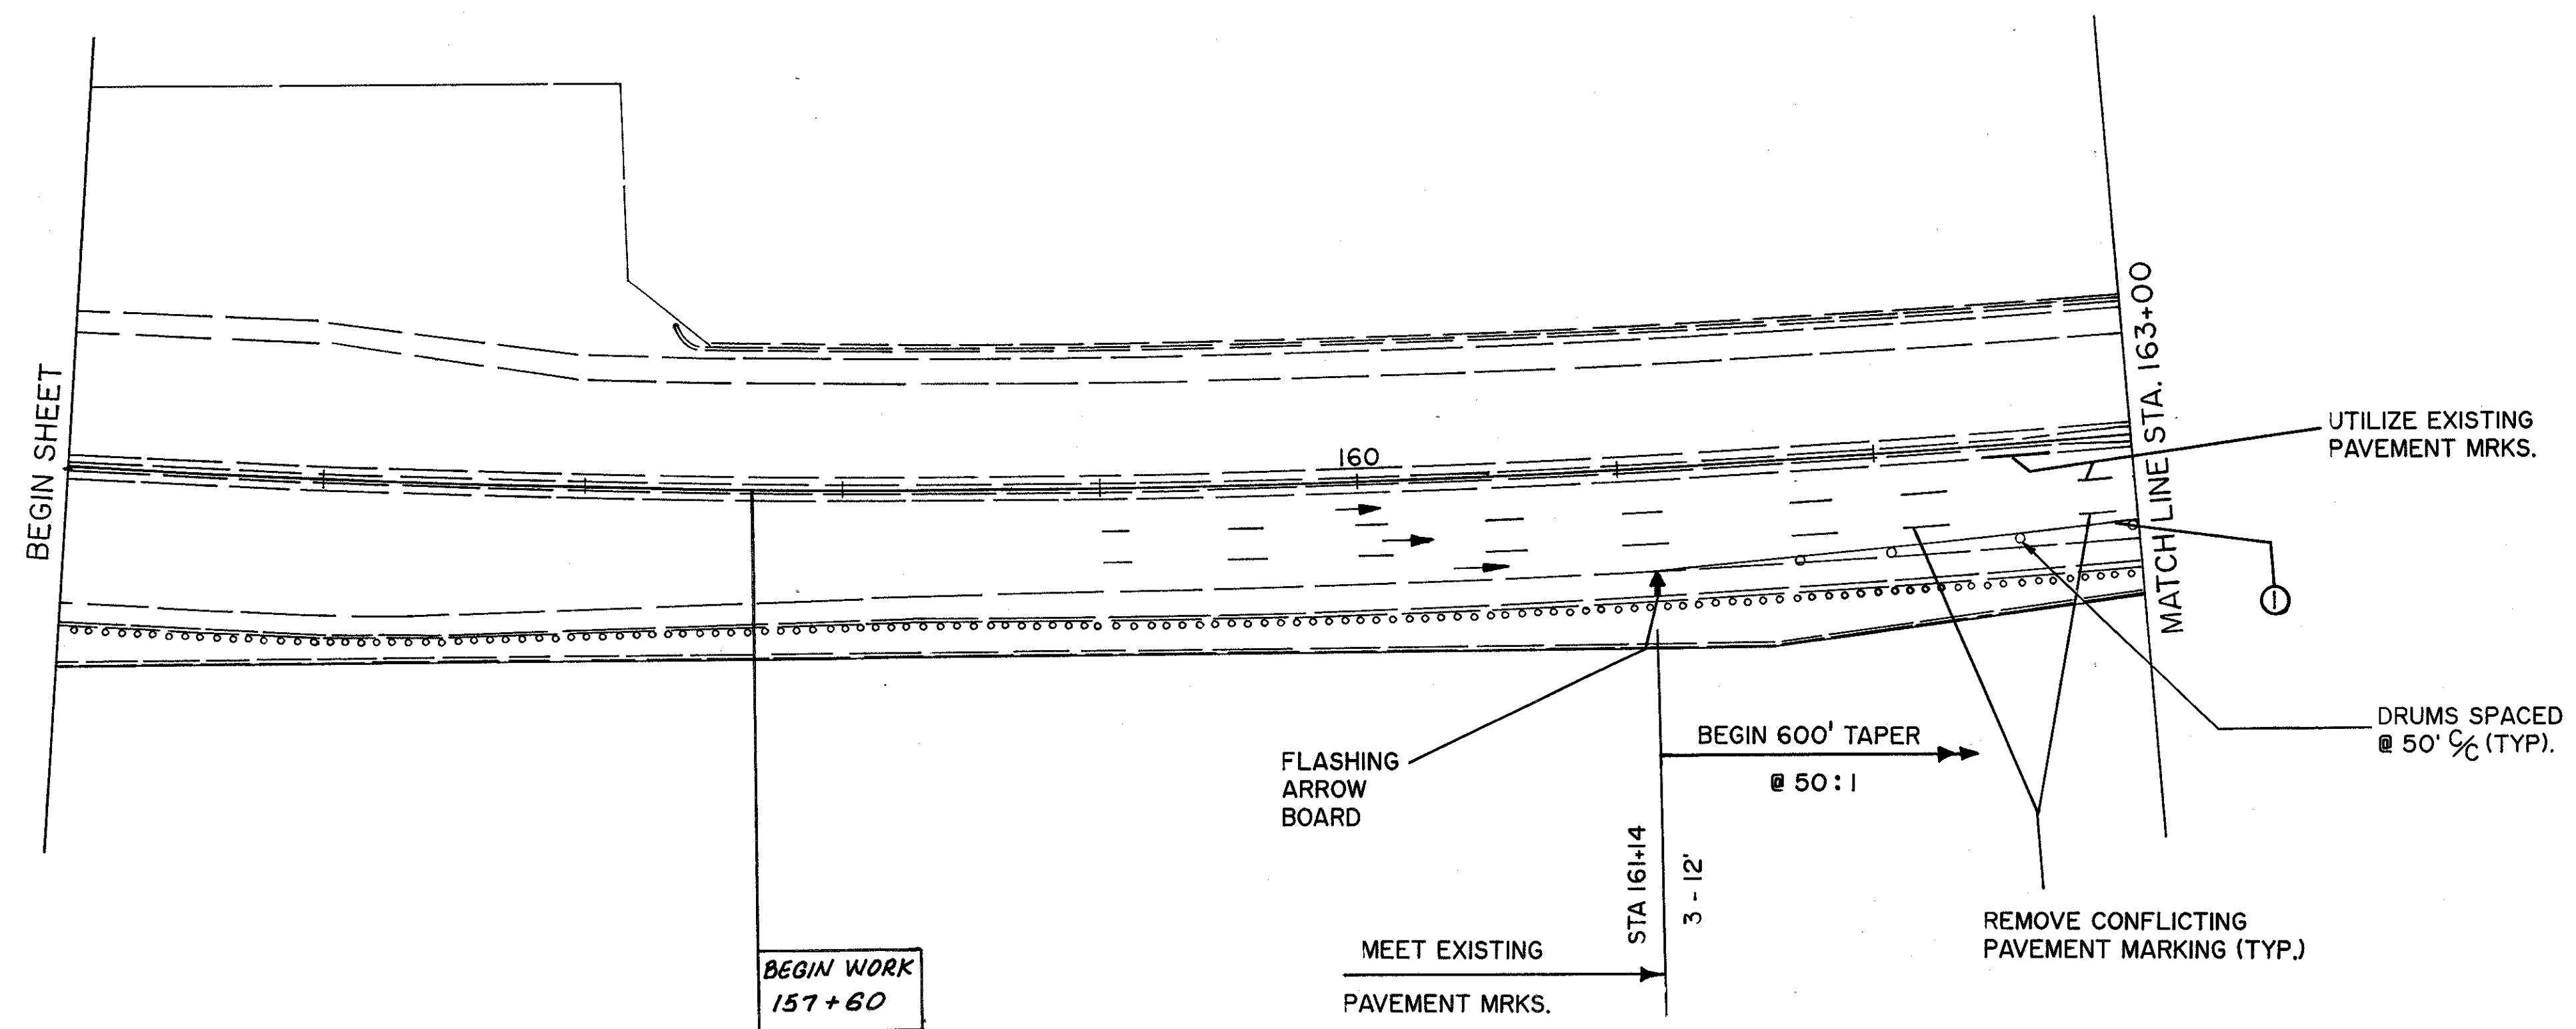 BEGIN SHEET
160
MATCHLINE STA. 163+00
UTILIZE EXISTING
PAVEMENT MRKS.
1
DRUMS SPACED
@ 50' C/C (TYP).
FLASHING
ARROW
BOARD
BEGIN 600' TAPER
@ 50:1
STA 161+14
3-12'
REMOVE CONFLICTING
PAVEMENT MARKING (TYP.)
MEET EXISTING
PAVEMENT MRKS.
BEGIN WORK
157+60